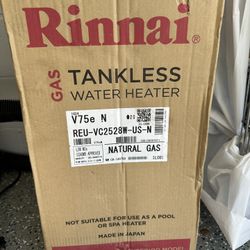 Rinnai
GAS
TANKLESS
WATER HEATER
V75e N
REU-VC2528W-US-N
NATURAL GAS
NOT SUITABLE FOR USE AS A POOL
OR SPA HEATER
MADE IN JAPAN